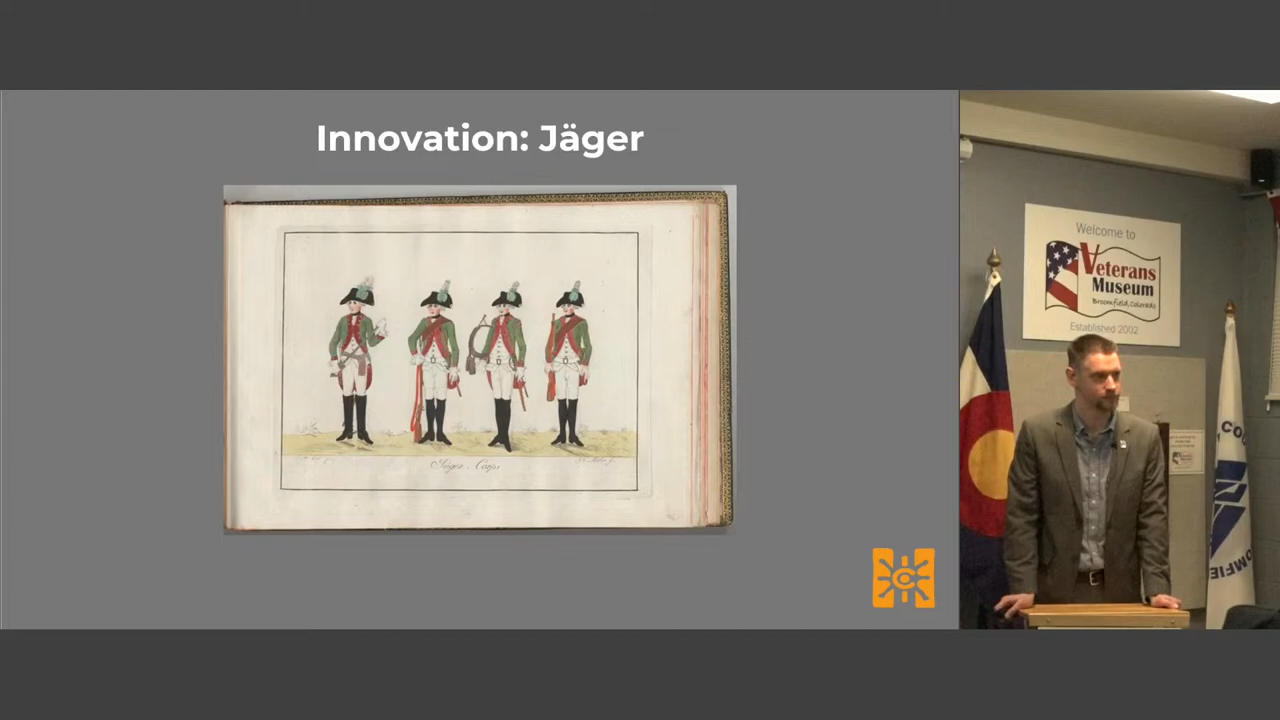 Innovation: Jäger
Jäger-Corps
Welcome to
Veterans
Museum
Broomfield, Colorado
Established 2002